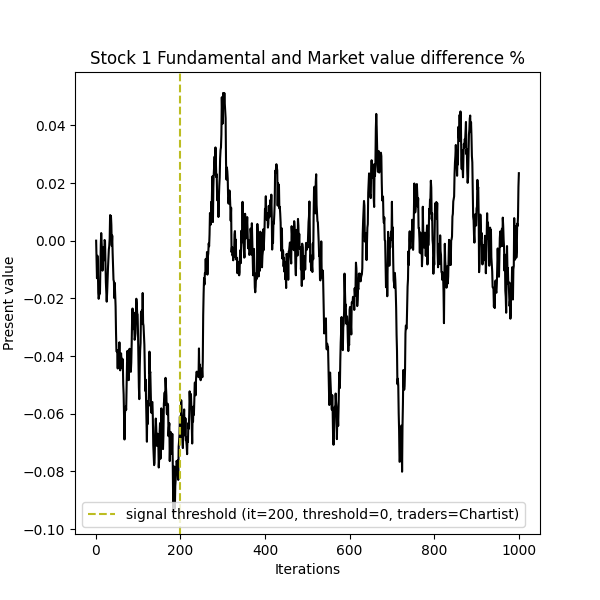 Stock 1 Fundamental and Market value difference %
Present value
0.04
0.02
0.00
−0.02
−0.04
−0.06
−0.08
−0.10
signal threshold (it=200, threshold=0, traders=Chartist)
0 200 400 600 800 1000
Iterations